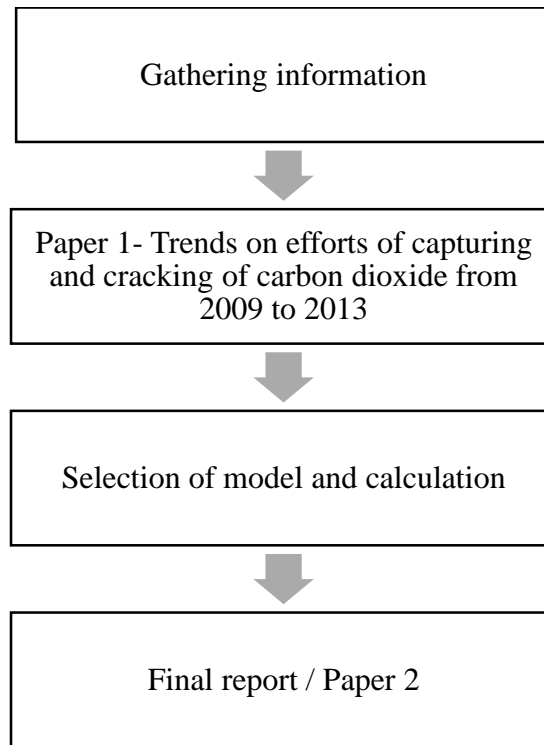 Gathering information
Paper 1- Trends on efforts of capturing
and cracking of carbon dioxide from
2009 to 2013
Selection of model and calculation
Final report / Paper 2